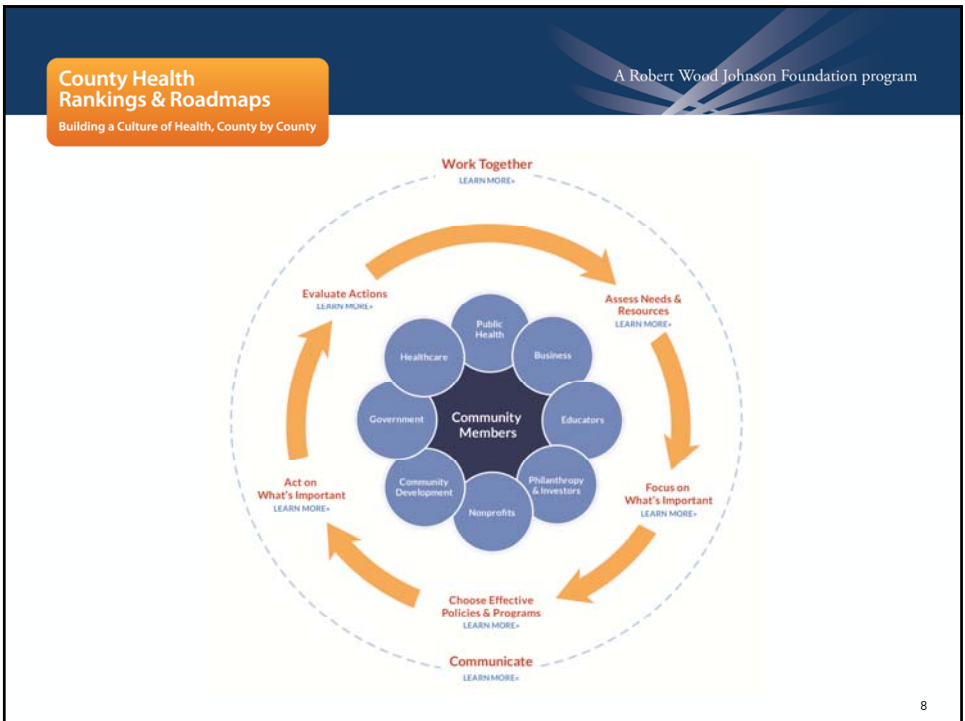 County Health
Rankings & Roadmaps
Building a Culture of Health, County by County
A Robert Wood Johnson Foundation program
Work Together
LEARN MORE»
Evaluate Actions
LEARN MORE»
Assess Needs &
Resources
LEARN MORE»
Public
Health
Healthcare
Business
Government
Community
Members
Educators
Community
Development
Philanthropy
& Investors
Nonprofits
Act on
What's Important
LEARN MORE»
Focus on
What's Important
LEARN MORE»
Choose Effective
Policies & Programs
LEARN MORE»
Communicate
LEARN MORE»
8